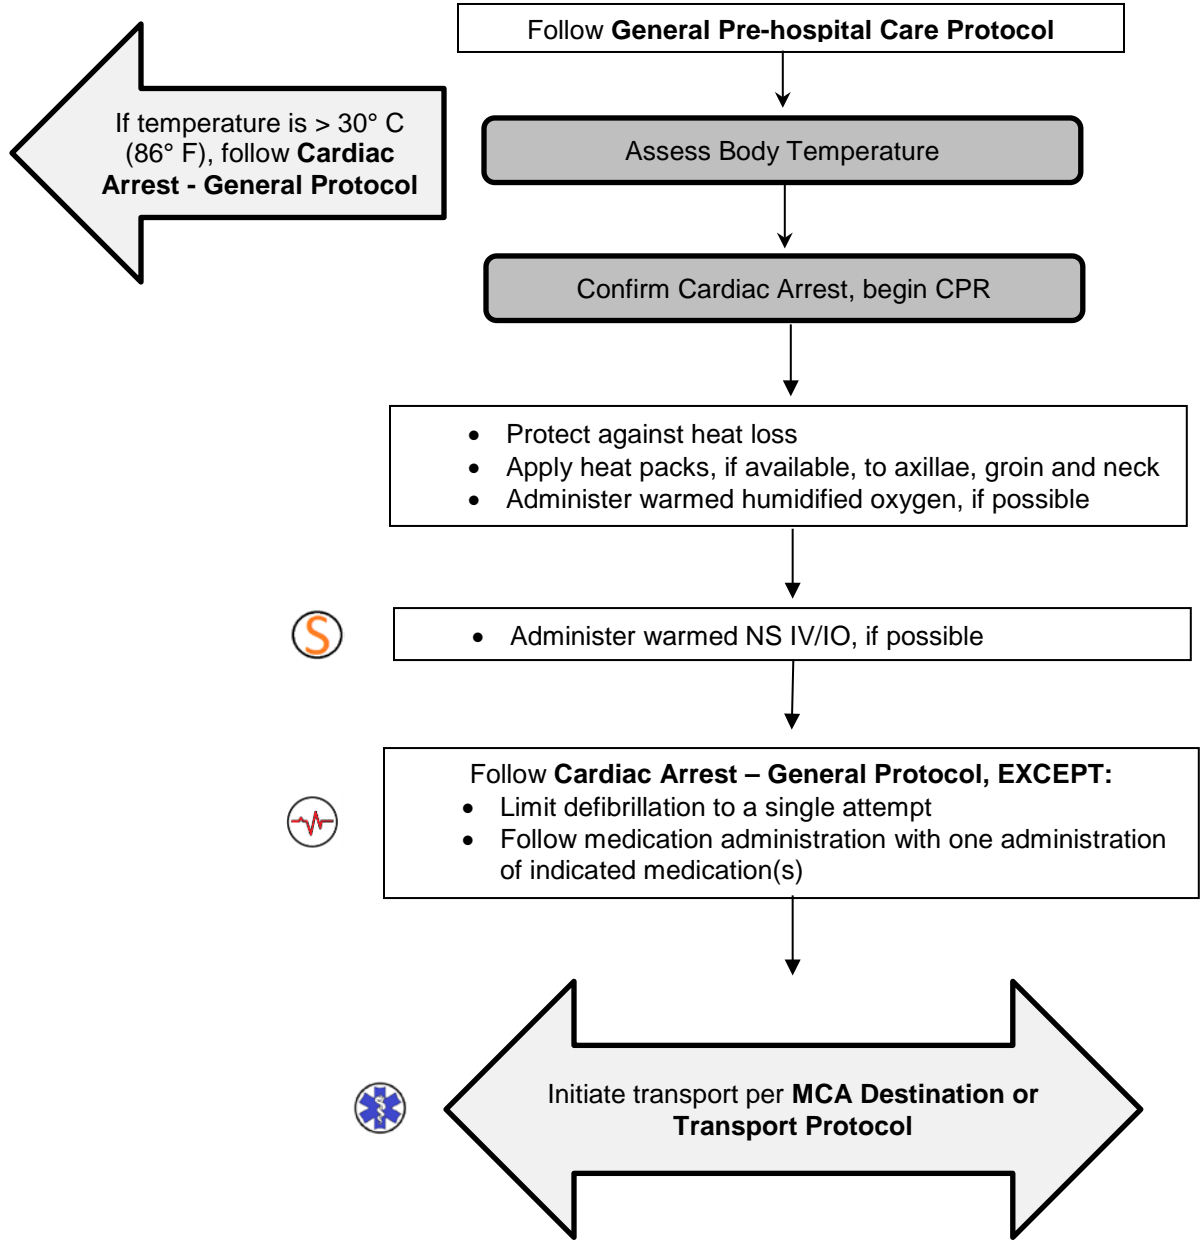 Follow General Pre-hospital Care Protocol
If temperature is > 30° C
(86° F), follow Cardiac
Arrest - General Protocol
Assess Body Temperature
Confirm Cardiac Arrest, begin CPR
• Protect against heat loss
• Apply heat packs, if available, to axillae, groin and neck
• Administer warmed humidified oxygen, if possible
S
• Administer warmed NS IV/IO, if possible
Follow Cardiac Arrest – General Protocol, EXCEPT:
• Limit defibrillation to a single attempt
• Follow medication administration with one administration
of indicated medication(s)
Initiate transport per MCA Destination or
Transport Protocol